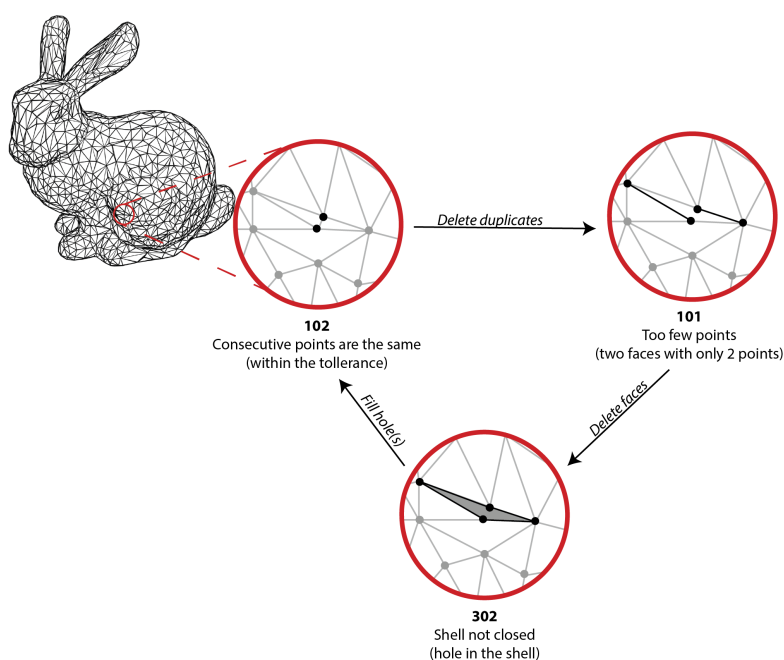 Delete duplicates
102
Consecutive points are the same
(within the tollerance)
101
Too few points
(two faces with only 2 points)
Fill hole(s)
Delete faces
302
Shell not closed
(hole in the shell)